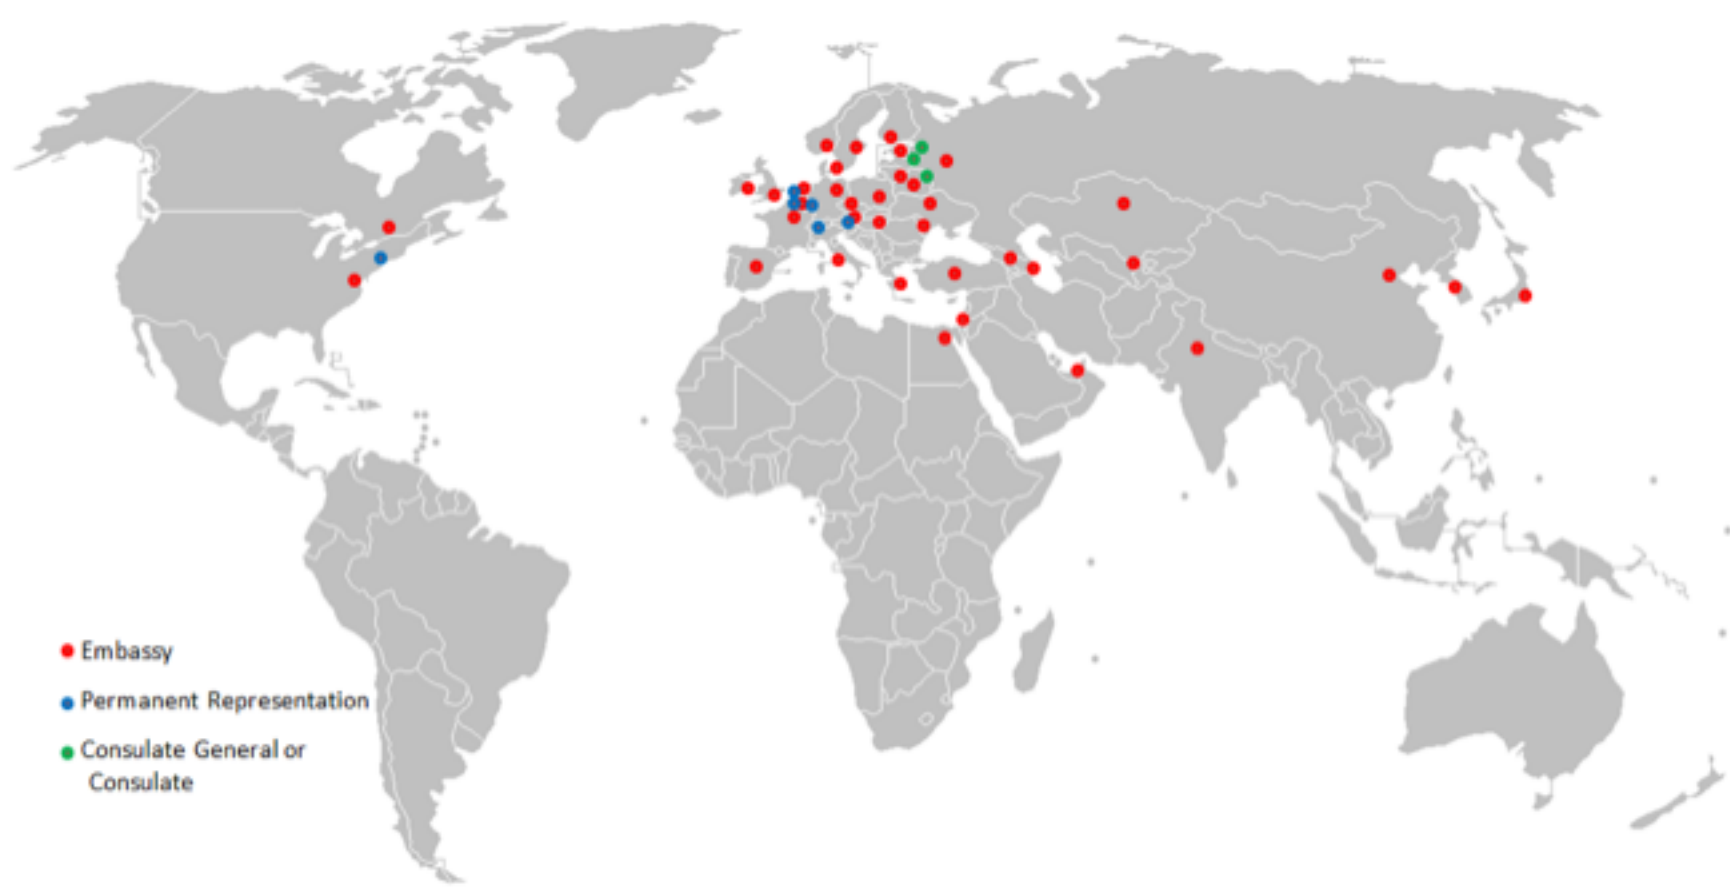 Embassy
Permanent Representation
Consulate General or
Consulate